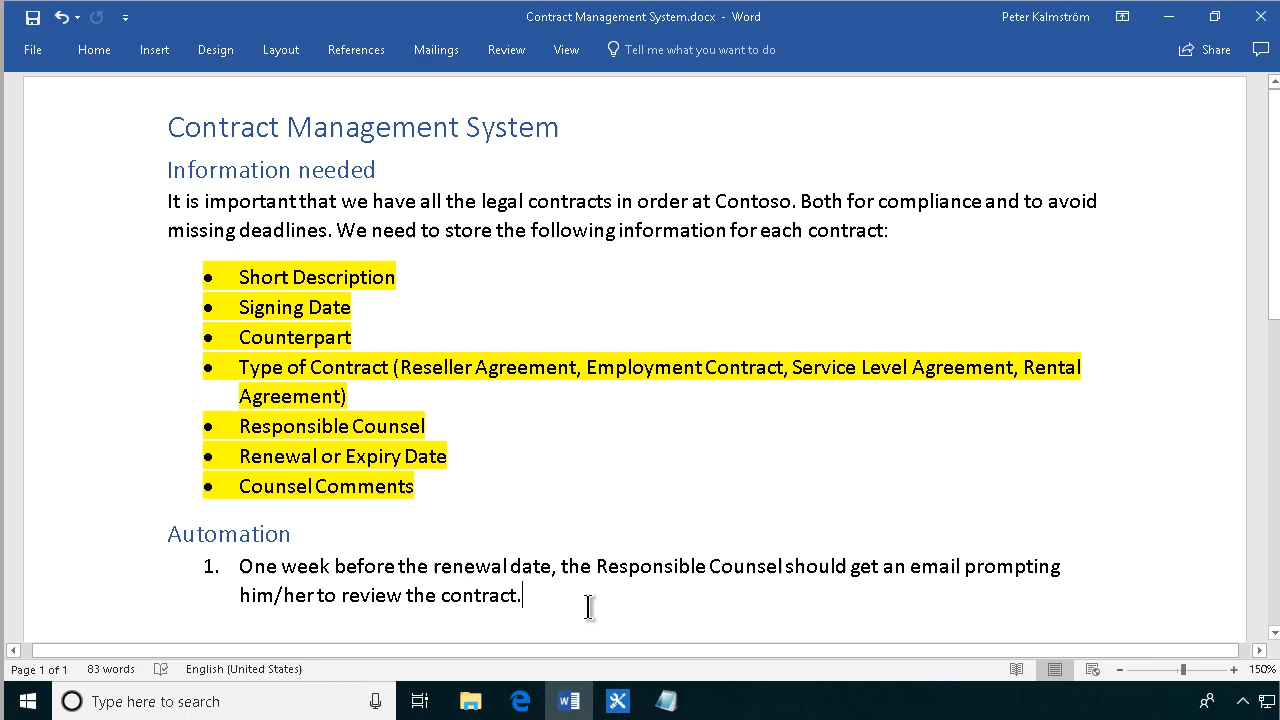 Contract Management System.docx - Word
Peter Kalmström
File Home Insert Design Layout References Mailings Review View Tell me what you want to do Share
Contract Management System
Information needed
It is important that we have all the legal contracts in order at Contoso. Both for compliance and to avoid
missing deadlines. We need to store the following information for each contract:
• Short Description
• Signing Date
• Counterpart
• Type of Contract (Reseller Agreement, Employment Contract, Service Level Agreement, Rental
Agreement)
• Responsible Counsel
• Renewal or Expiry Date
• Counsel Comments
Automation
1. One week before the renewal date, the Responsible Counsel should get an email prompting
him/her to review the contract.
Page 1 of 1 83 words English (United States) 150%
Type here to search